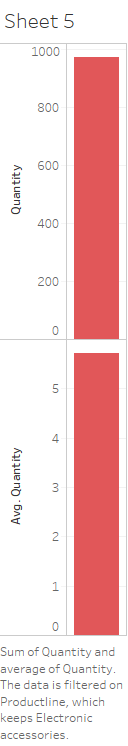 Sheet 5
1000
800
600
400
200
0
Quantity
5
4
3
2
1
0
Avg. Quantity
Sum of Quantity and
average of Quantity.
The data is filtered on
Productline, which
keeps Electronic
accessories.